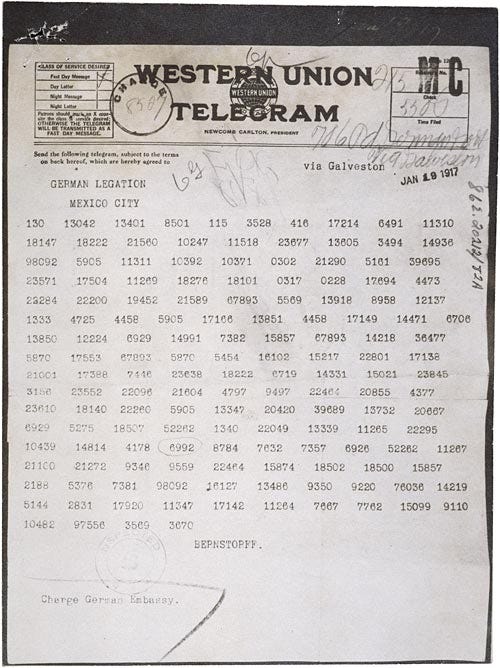 CLASS OF SERVICE DESIRED
Fast Day Message
Day Letter
Night Message
Night Letter
Patrons should mark an X oppo-
site the class of service desired;
OTHERWISE THE TELEGRAM
WILL BE TRANSMITTED AS A
FAST DAY MESSAGE.
CHARGE
WESTERN UNION
WESTERN UNION
TELEGRAM
NEWCOMB CARLTON, PRESIDENT
Check
Time Filed
Send the following telegram, subject to the terms
on back hereof, which are hereby agreed to
via Galveston
JAN 19 1917
GERMAN LEGATION
MEXICO CITY
130 13042 13401 8501 115 3528 416 17214 6491 11310
18147 18222 21560 10247 11518 23677 13605 3494 14936
98092 5905 11311 10392 10371 0302 21290 5161 39695
23571 17504 11269 18276 18101 0317 0228 17694 4473
22284 22200 19452 21589 67893 5569 13918 8958 12137
1333 4725 4458 5905 17166 13851 4458 17149 14471 6706
13850 12224 6929 14991 7382 15857 67893 14218 36477
5870 17553 67893 5870 5454 16102 15217 22801 17138
21001 17388 7446 23638 18222 6719 14331 15021 23845
3156 23552 22096 21604 4797 9497 22464 20855 4377
23610 18140 22260 5905 13347 20420 39689 13732 20667
6929 5275 18507 52262 1340 22049 13339 11265 22295
10439 14814 4178 6992 8784 7632 7357 6926 52262 11267
21100 21272 9346 9559 22464 15874 18502 18500 15857
2188 5376 7381 98092 16127 13486 9350 9220 76036 14219
5144 2831 17920 11347 17142 11264 7667 7762 15099 9110
10482 97556 3569 3670
BERNSTORFF.
Charge German Embassy.